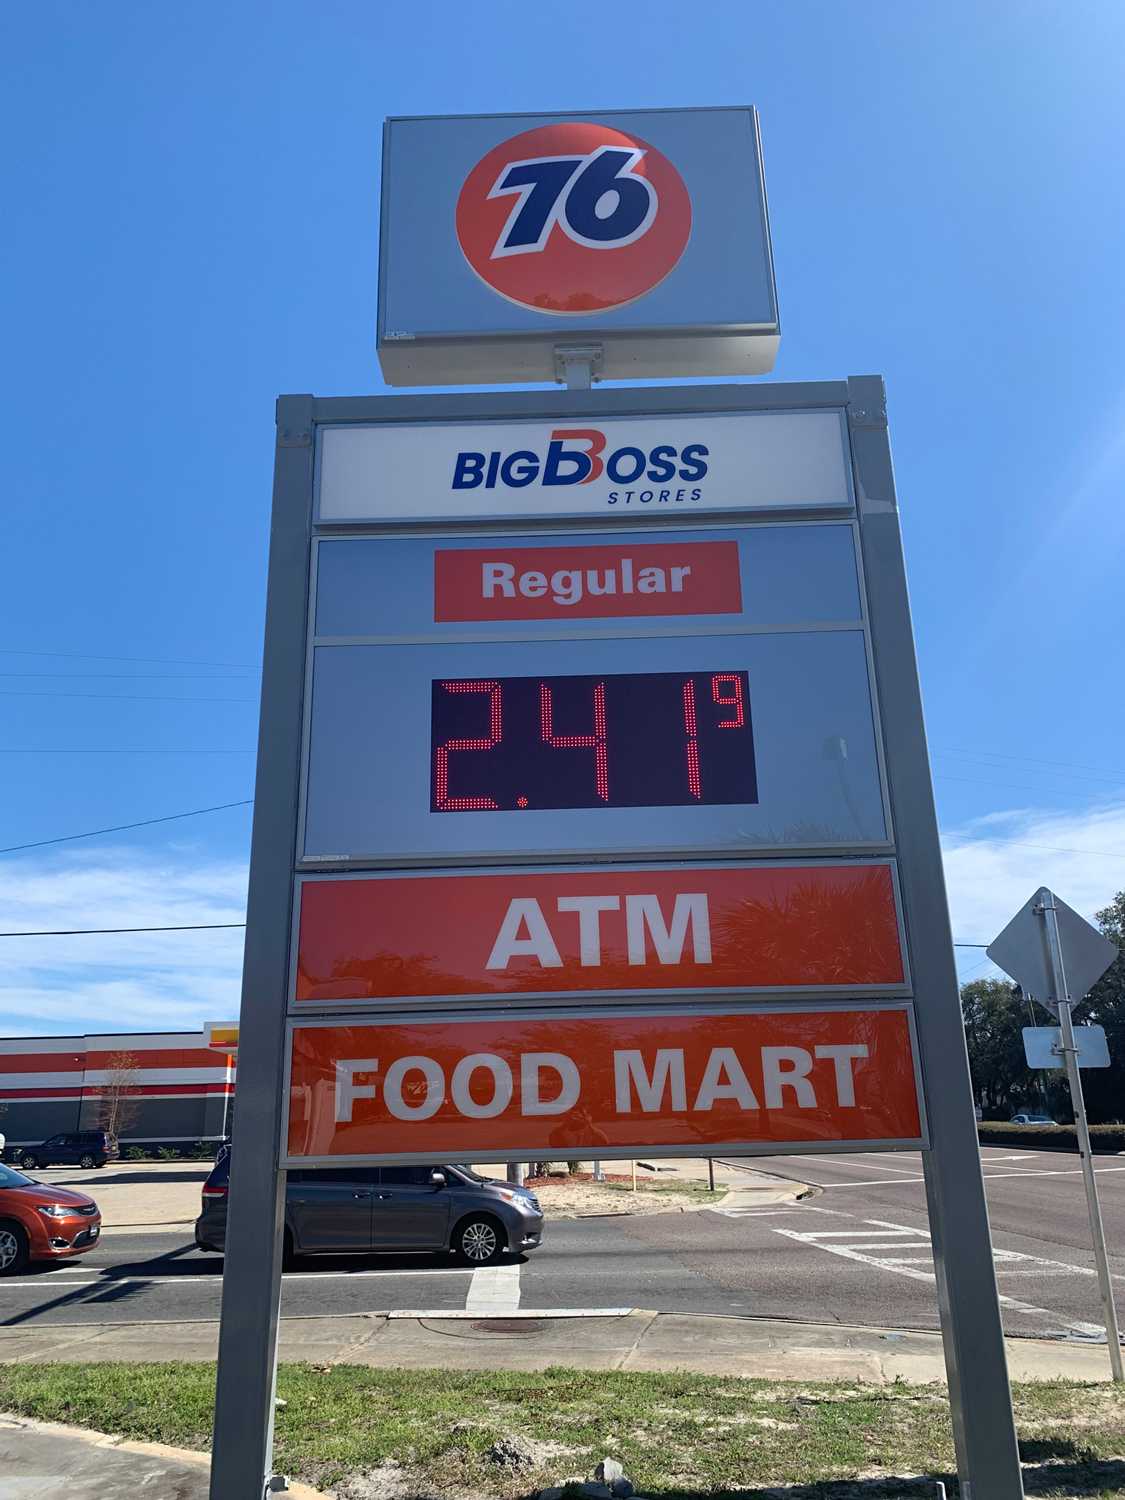 76
BIGBOSS
STORES
Regular
2.41 9
ATM
FOOD MART